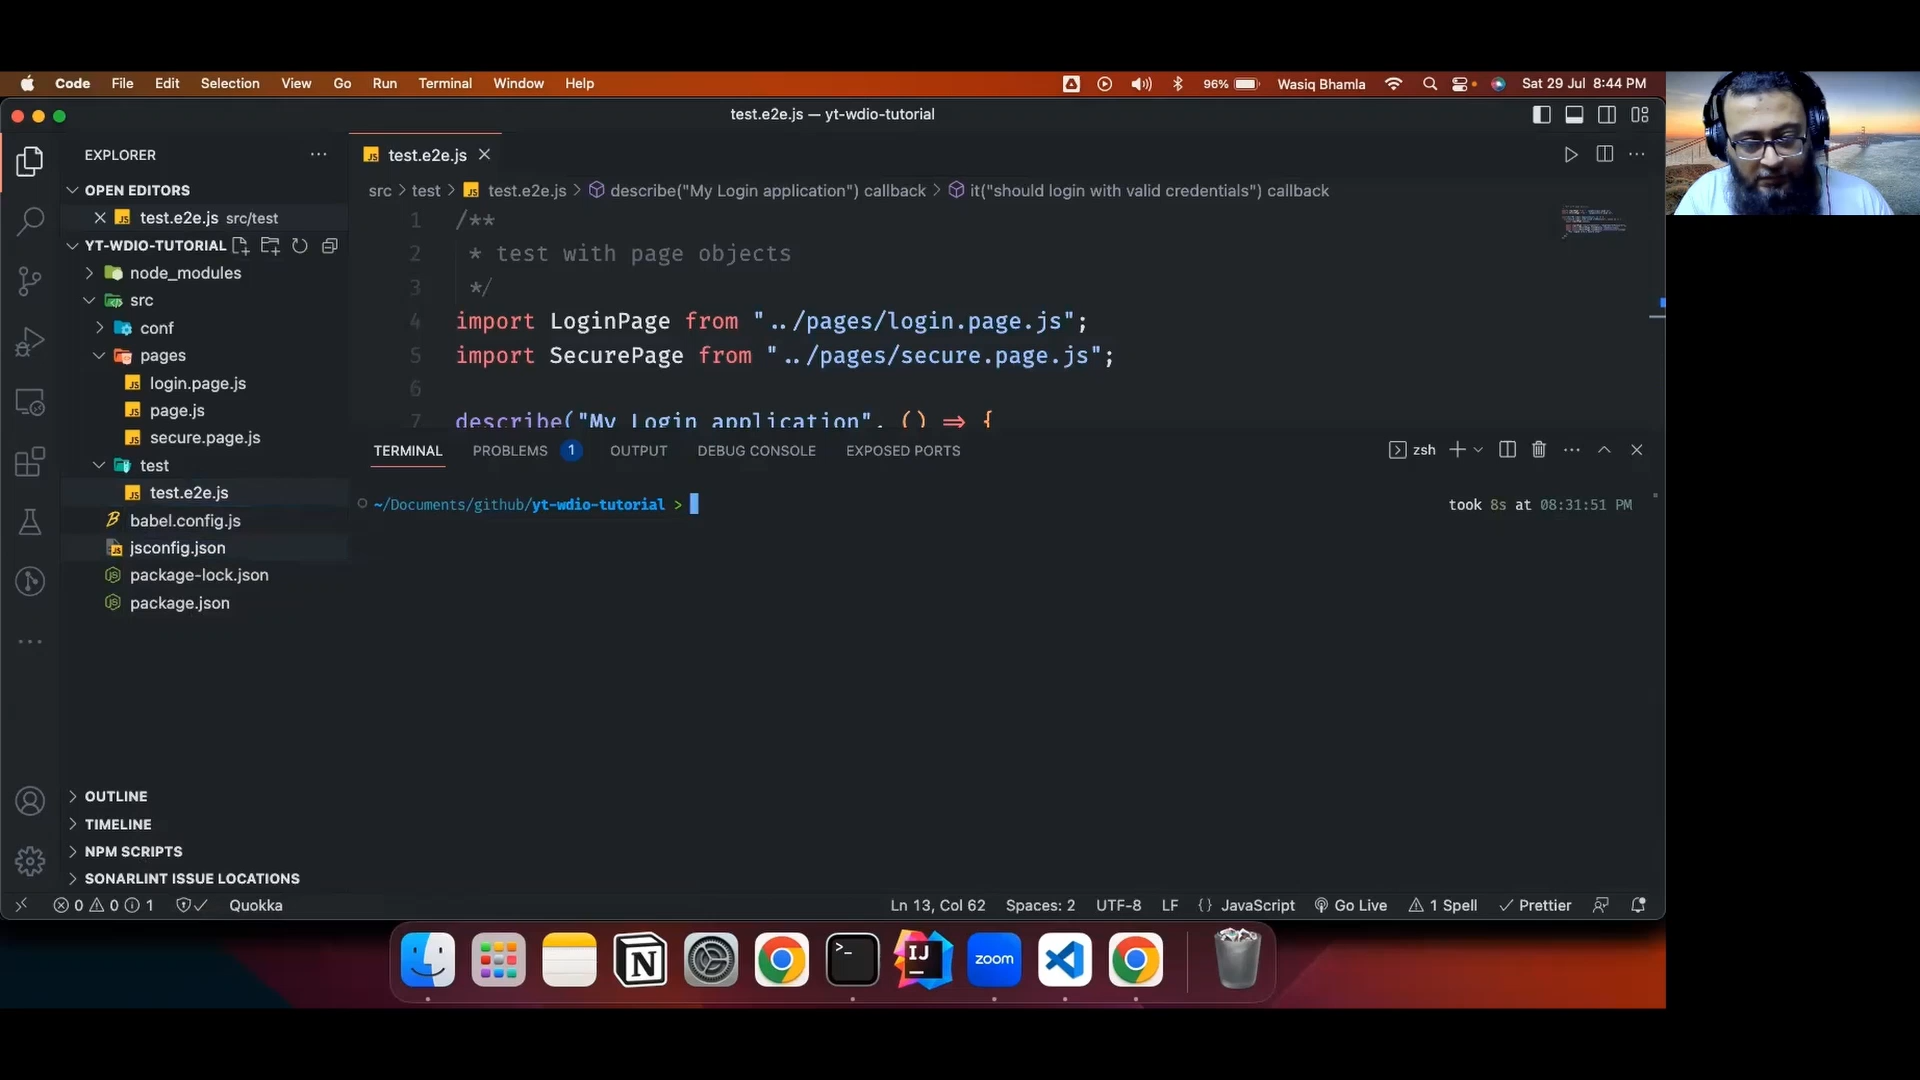 Code File Edit Selection View Go Run Terminal Window Help 96% Wasiq Bhamla Sat 29 Jul 8:44 PM
test.e2e.js — yt-wdio-tutorial
EXPLORER
OPEN EDITORS
test.e2e.js src/test
YT-WDIO-TUTORIAL
node_modules
src
conf
pages
login.page.js
page.js
secure.page.js
test
test.e2e.js
babel.config.js
jsconfig.json
package-lock.json
package.json
OUTLINE
TIMELINE
NPM SCRIPTS
SONARLINT ISSUE LOCATIONS
test.e2e.js
src > test > test.e2e.js > describe("My Login application") callback > it("should login with valid credentials") callback
1 /**
2 * test with page objects
3 */
4 import LoginPage from "../pages/login.page.js";
5 import SecurePage from "../pages/secure.page.js";
6
7 describe("My Login application", () => {
TERMINAL PROBLEMS 1 OUTPUT DEBUG CONSOLE EXPOSED PORTS zsh
~/Documents/github/yt-wdio-tutorial > took 8s at 08:31:51 PM
0 0 1 Quokka Ln 13, Col 62 Spaces: 2 UTF-8 LF {} JavaScript Go Live 1 Spell Prettier
zoom